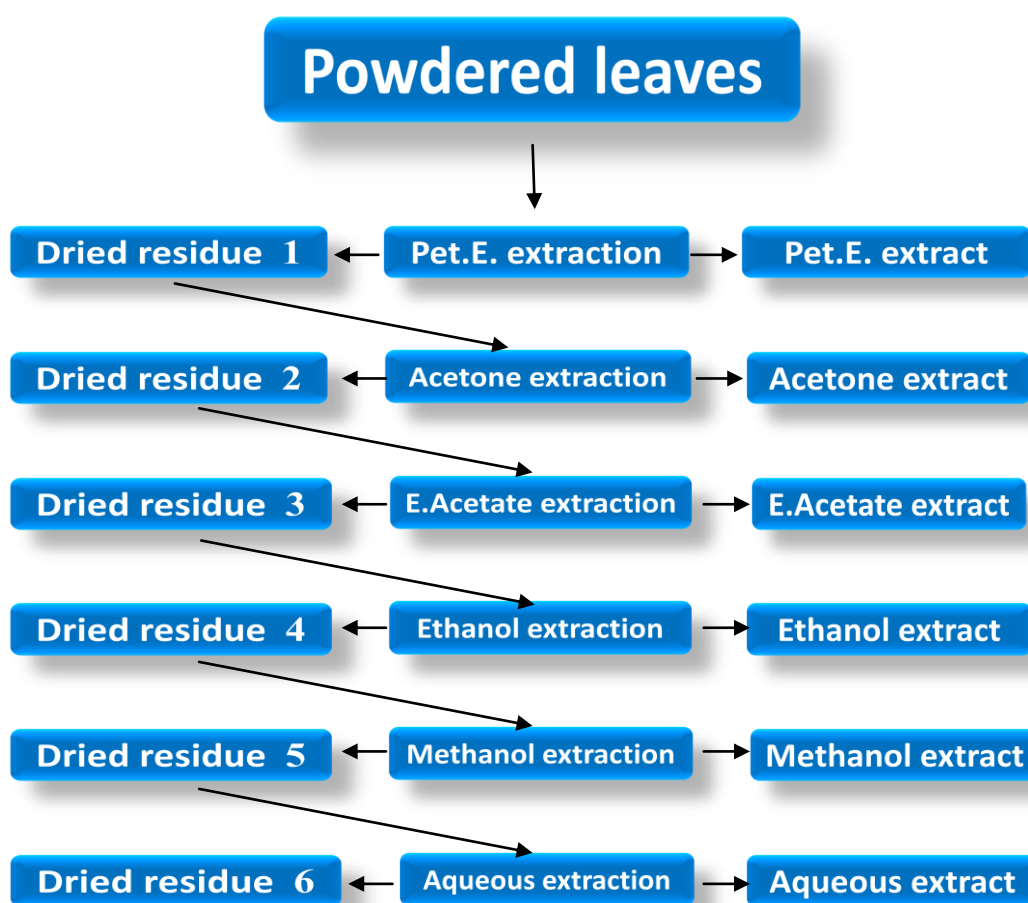 Powdered leaves
Dried residue 1
Pet.E. extraction
Pet.E. extract
Dried residue 2
Acetone extraction
Acetone extract
Dried residue 3
E.Acetate extraction
E.Acetate extract
Dried residue 4
Ethanol extraction
Ethanol extract
Dried residue 5
Methanol extraction
Methanol extract
Dried residue 6
Aqueous extraction
Aqueous extract